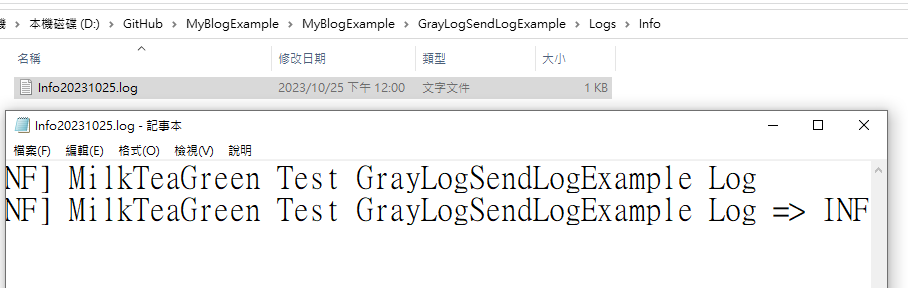 機 > 本機磁碟 (D:) > GitHub > MyBlogExample > MyBlogExample > GrayLogSendLogExample > Logs > Info
名稱 修改日期 類型 大小
Info20231025.log 2023/10/25 下午 12:00 文字文件 1 KB
Info20231025.log - 記事本
檔案(F) 編輯(E) 格式(O) 檢視(V) 說明
NF] MilkTeaGreen Test GrayLogSendLogExample Log
NF] MilkTeaGreen Test GrayLogSendLogExample Log => INF